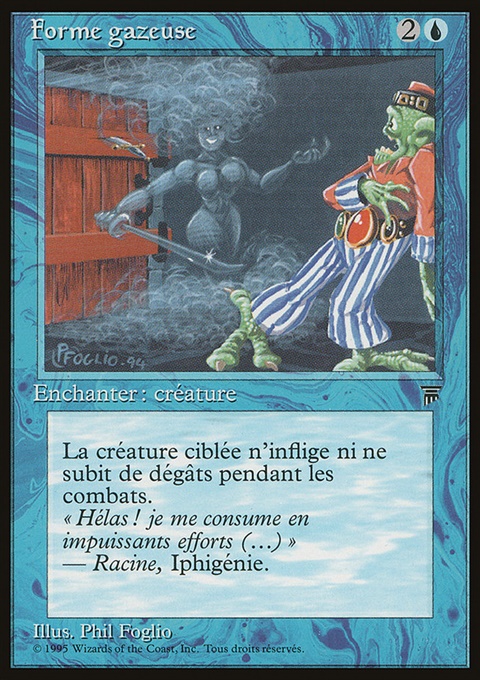 Forme gazeuse 2
PFOGLIO.94
Enchanter : créature
La créature ciblée n'inflige ni ne
subit de dégâts pendant les
combats.
« Hélas ! je me consume en
impuissants efforts (…) »
— Racine, Iphigénie.
Illus. Phil Foglio
© 1995 Wizards of the Coast, Inc. Tous droits réservés.